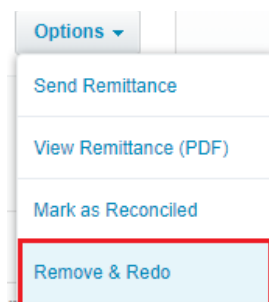 Options
Send Remittance
View Remittance (PDF)
Mark as Reconciled
Remove & Redo